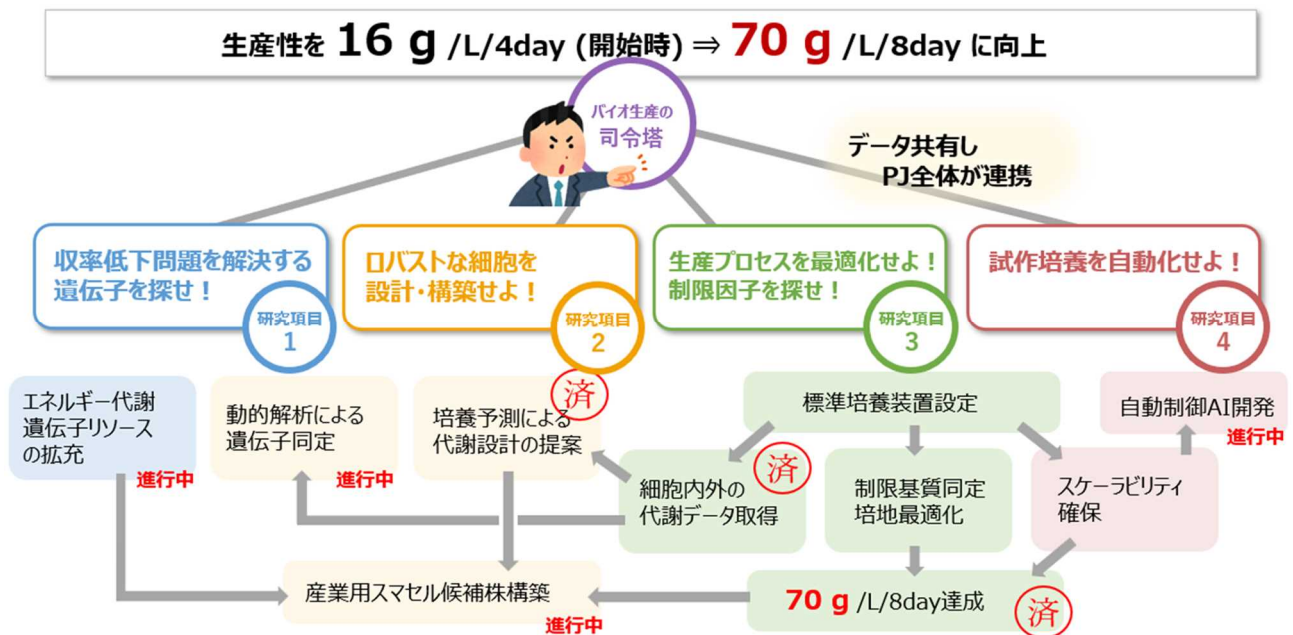 生産性を 16 g /L/4day (開始時) ⇒ 70 g /L/8day に向上
バイオ生産の
司令塔
データ共有し
PJ全体が連携
収率低下問題を解決する
遺伝子を探せ！
研究項目
1
ロバストな細胞を
設計・構築せよ！
研究項目
2
生産プロセスを最適化せよ！
制限因子を探せ！
研究項目
3
試作培養を自動化せよ！
研究項目
4
エネルギー代謝
遺伝子リソース
の拡充
進行中
動的解析による
遺伝子同定
進行中
培養予測による
代謝設計の提案
済
標準培養装置設定
自動制御AI開発
進行中
細胞内外の
代謝データ取得
済
制限基質同定
培地最適化
スケーラビリティ
確保
産業用スマセル候補株構築
進行中
70 g /L/8day達成
済